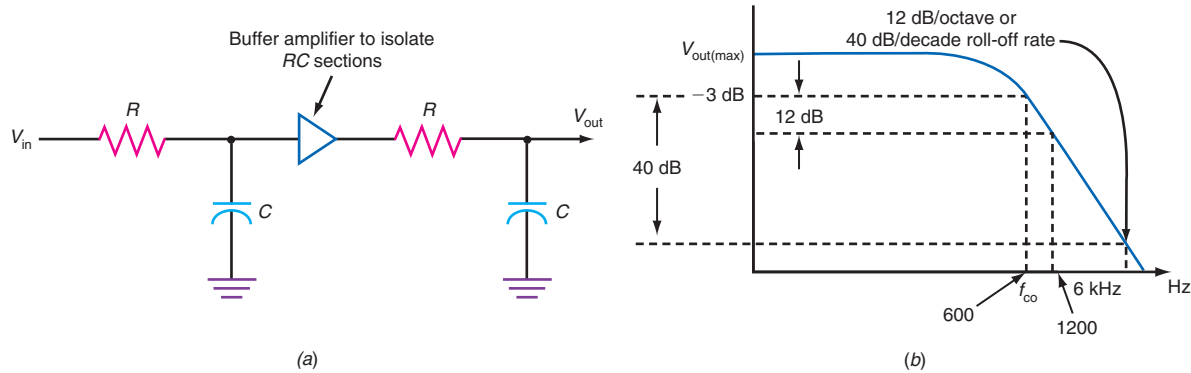 Buffer amplifier to isolate
RC sections
R
R
V_in
V_out
C
C
(a)
12 dB/octave or
40 dB/decade roll-off rate
V_out(max)
−3 dB
12 dB
40 dB
f_co
6 kHz
Hz
600
1200
(b)